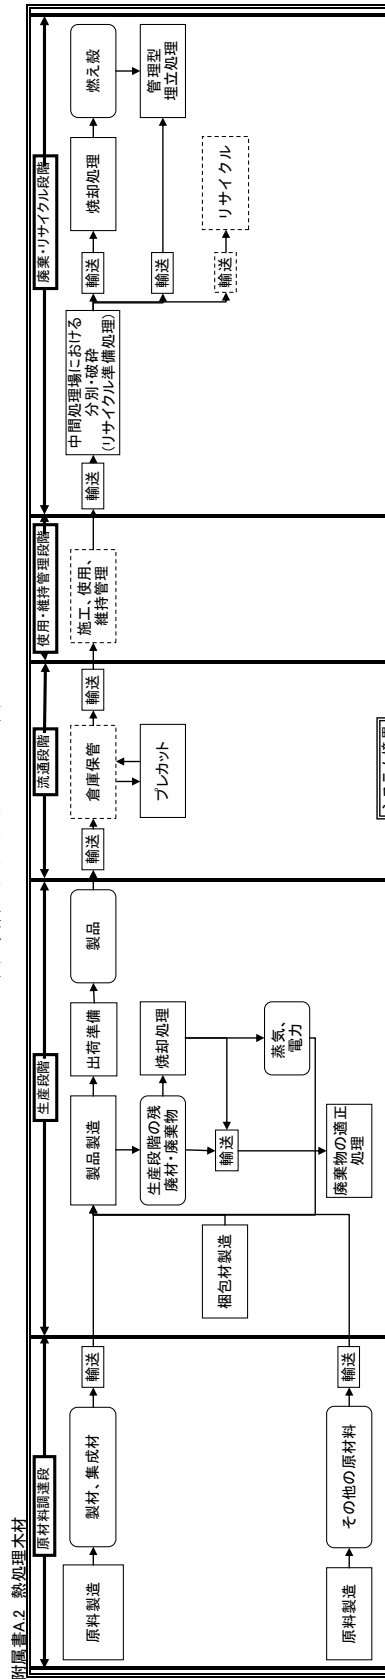 附属書A.2 熱処理木材
原材料調達段
生産段階
流通段階
使用・維持管理段階
廃棄・リサイクル段階
原料製造
製材、集成材
輸送
製品製造
出荷準備
製品
輸送
倉庫保管
輸送
施工、使用、
維持管理
輸送
中間処理場における
分別・破砕
(リサイクル準備処理)
輸送
焼却処理
燃え殻
プレカット
生産段階の残
廃材・廃棄物
焼却処理
輸送
管理型
埋立処理
輸送
蒸気、
電力
輸送
リサイクル
梱包材製造
廃棄物の適正
処理
原料製造
その他の原材料
輸送